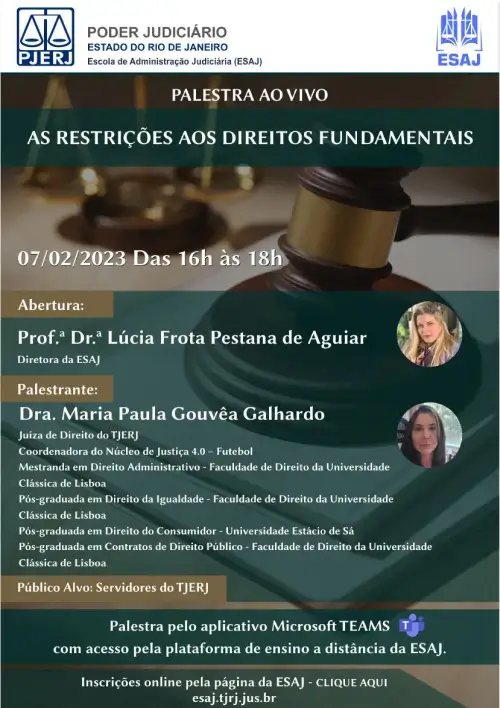 PJERJ
PODER JUDICIÁRIO
ESTADO DO RIO DE JANEIRO
Escola de Administração Judiciária (ESAJ)
ESAJ
PALESTRA AO VIVO
AS RESTRIÇÕES AOS DIREITOS FUNDAMENTAIS
07/02/2023 Das 16h às 18h
Abertura:
Prof.ª Dr.ª Lúcia Frota Pestana de Aguiar
Diretora da ESAJ
Palestrante:
Dra. Maria Paula Gouvêa Galhardo
Juíza de Direito do TJERJ
Coordenadora do Núcleo de Justiça 4.0 – Futebol
Mestranda em Direito Administrativo - Faculdade de Direito da Universidade
Clássica de Lisboa
Pós-graduada em Direito da Igualdade - Faculdade de Direito da Universidade
Clássica de Lisboa
Pós-graduada em Direito do Consumidor - Universidade Estácio de Sá
Pós-graduada em Contratos de Direito Público - Faculdade de Direito da Universidade
Clássica de Lisboa
Público Alvo: Servidores do TJERJ
Palestra pelo aplicativo Microsoft TEAMS
com acesso pela plataforma de ensino a distância da ESAJ.
Inscrições online pela página da ESAJ - CLIQUE AQUI
esaj.tjrj.jus.br